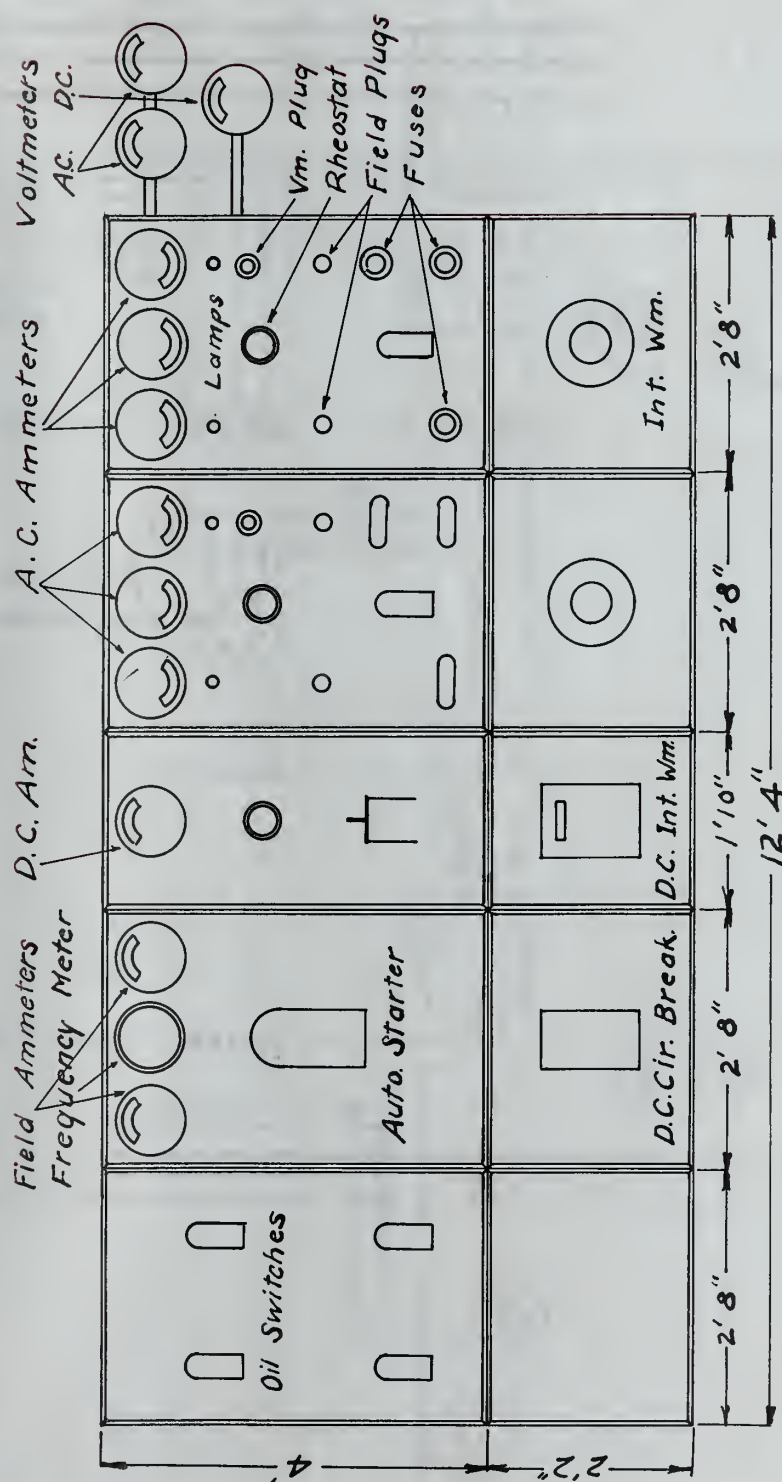 Field Ammeters
Frequency Meter
D.C. Am.
A.C. Ammeters
Voltmeters
A.C. D.C.
Lamps
Vm. Plug
Rheostat
Field Plugs
Fuses
Oil Switches
Auto. Starter
D.C. Cir. Break.
D.C. Int. Wm.
Int. Wm.
4'
2'2"
2'8"
2'8"
1'10"
2'8"
2'8"
12'4"